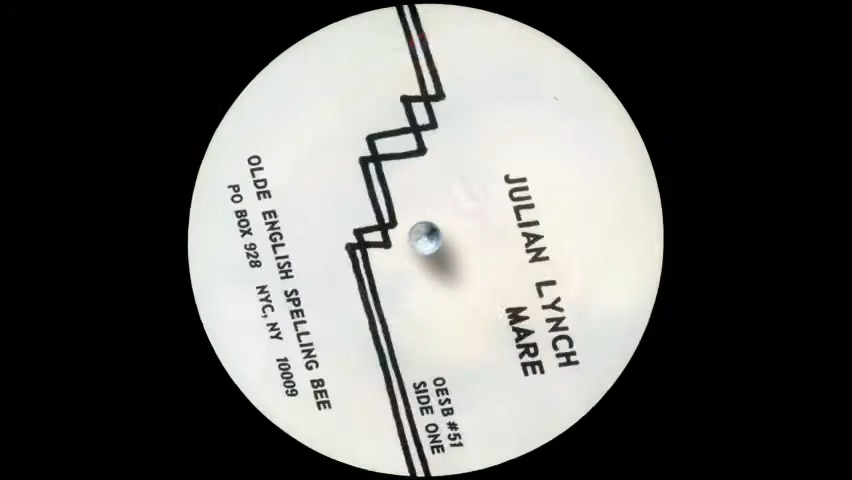 JULIAN LYNCH
MARE
OESB #51
SIDE ONE
OLDE ENGLISH SPELLING BEE
PO BOX 928 NYC, NY 10009